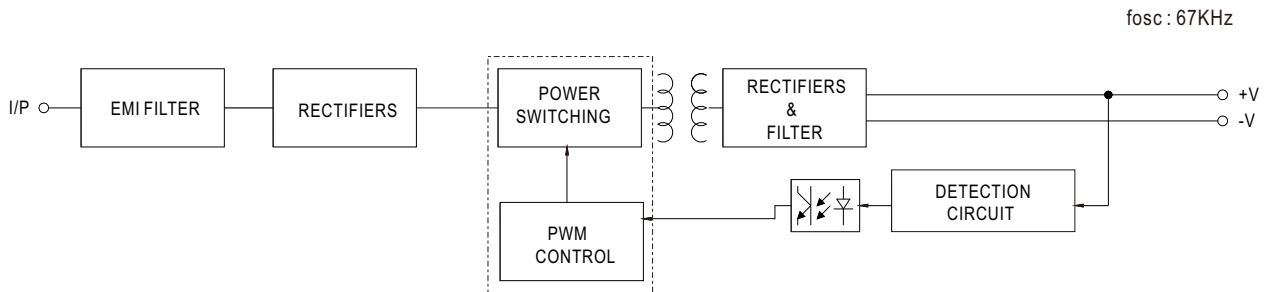 fosc : 67KHz
I/P
EMI FILTER
RECTIFIERS
POWER
SWITCHING
RECTIFIERS
&
FILTER
+V
-V
DETECTION
CIRCUIT
PWM
CONTROL